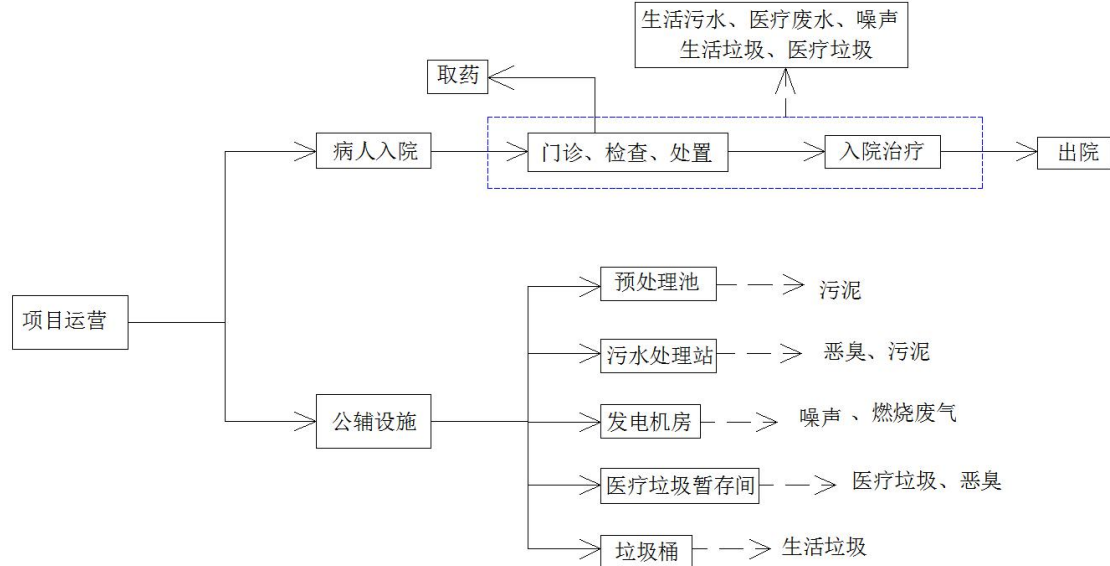 生活污水、医疗废水、噪声
生活垃圾、医疗垃圾
取药
病人入院
门诊、检查、处置
入院治疗
出院
项目运营
预处理池
污泥
污水处理站
恶臭、污泥
公辅设施
发电机房
噪声、燃烧废气
医疗垃圾暂存间
医疗垃圾、恶臭
垃圾桶
生活垃圾